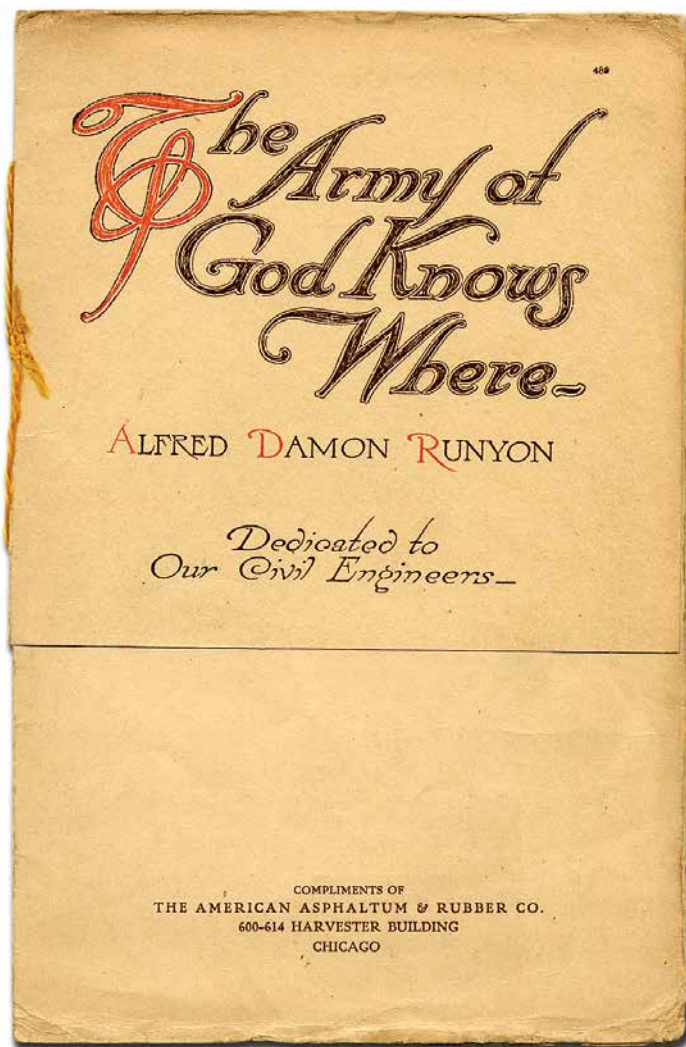 489
The
Army of
God Knows
Where~
ALFRED DAMON RUNYON
Dedicated to
Our Civil Engineers—
COMPLIMENTS OF
THE AMERICAN ASPHALTUM & RUBBER CO.
600-614 HARVESTER BUILDING
CHICAGO